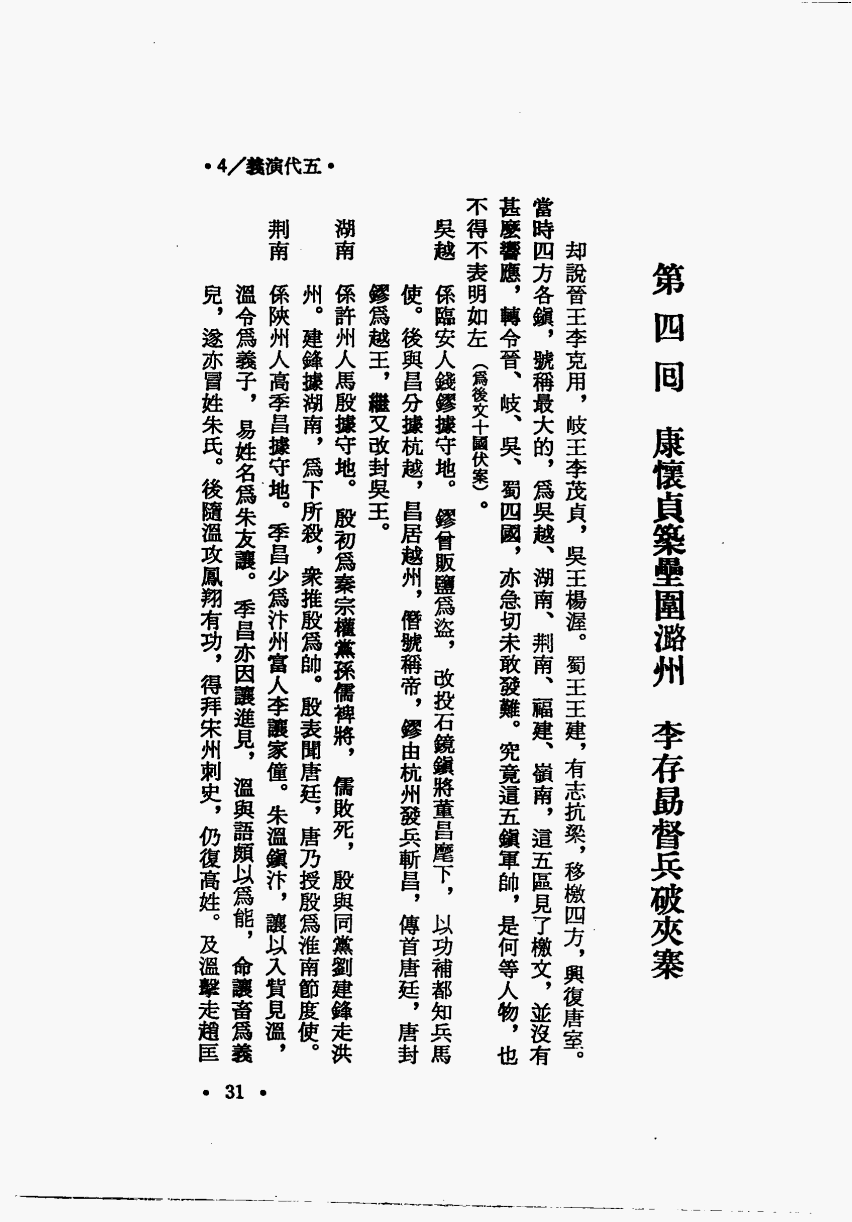 •五代演義/4•
第四回　康懷貞築壘圍潞州　李存勗督兵破夾寨
却說晉王李克用，岐王李茂貞，吳王楊渥。蜀王王建，有志抗梁，移檄四方，興復唐室。
當時四方各鎮，號稱最大的，爲吳越、湖南、荆南、福建、嶺南，這五區見了檄文，並沒有
甚麼響應，轉令晉、岐、吳、蜀四國，亦急切未敢發難。究竟這五鎮軍帥，是何等人物，也
不得不表明如左（爲後文十國伏案）。
吳越　係臨安人錢鏐據守地。鏐曾販鹽爲盜，改投石鏡鎮將董昌麾下，以功補都知兵馬
使。後與昌分據杭越，昌居越州，僭號稱帝，鏐由杭州發兵斬昌，傳首唐廷，唐封
鏐爲越王，繼又改封吳王。
湖南　係許州人馬殷據守地。殷初爲秦宗權黨孫儒裨將，儒敗死，殷與同黨劉建鋒走洪
州。建鋒據湖南，爲下所殺，衆推殷爲帥。殷表聞唐廷，唐乃授殷爲淮南節度使。
荆南　係陝州人高季昌據守地。季昌少爲汴州富人李讓家僮。朱溫鎮汴，讓以入貲見溫，
溫令爲義子，易姓名爲朱友讓。季昌亦因讓進見，溫與語頗以爲能，命讓畜爲義
兒，遂亦冒姓朱氏。後隨溫攻鳳翔有功，得拜宋州刺史，仍復高姓。及溫擊走趙匡
•31•